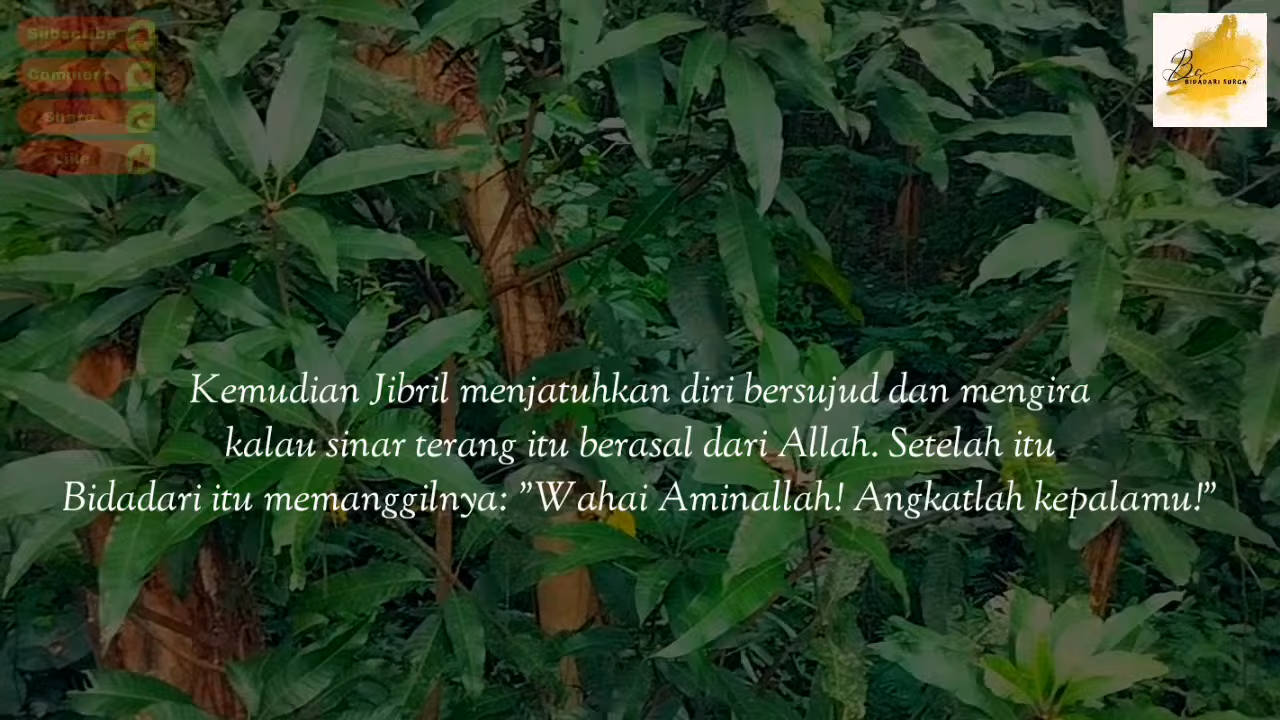 Subscribe
Comment
Share
Like
Bs
BIDADARI SURGA
Kemudian Jibril menjatuhkan diri bersujud dan mengira
kalau sinar terang itu berasal dari Allah. Setelah itu
Bidadari itu memanggilnya: ”Wahai Aminallah! Angkatlah kepalamu!”